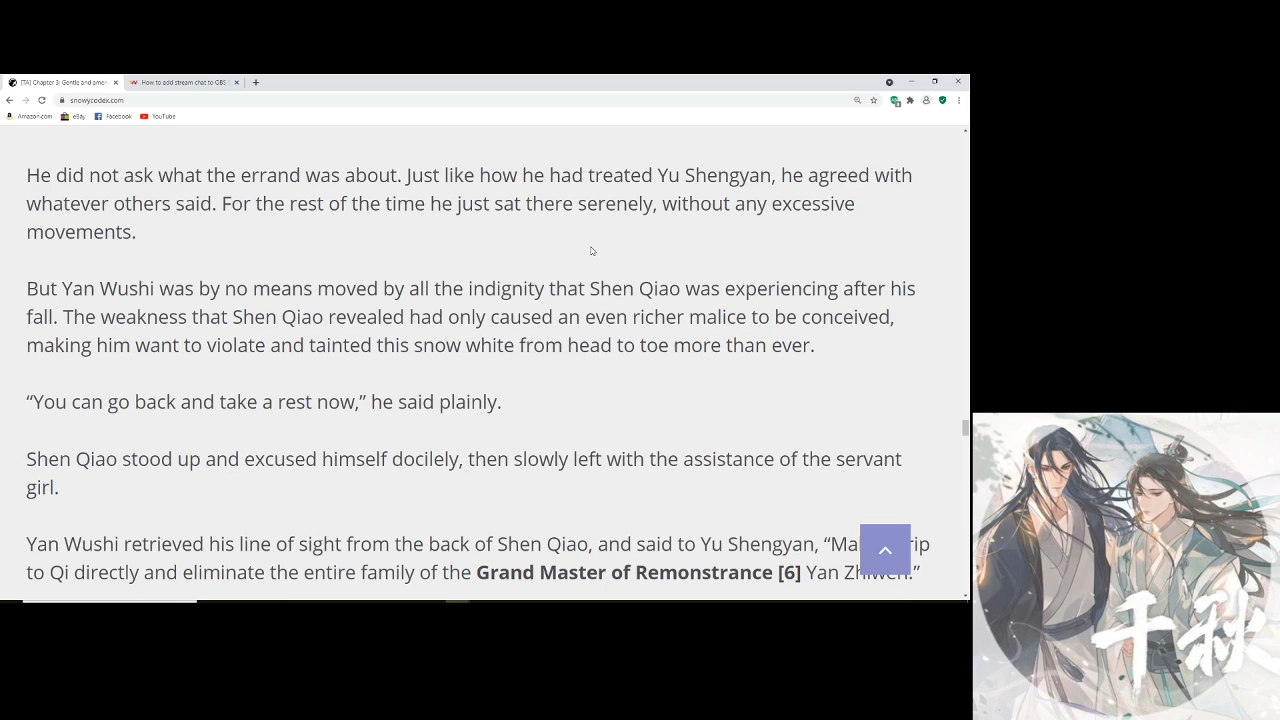 [TA] Chapter 3: Gentle and amen
How to add stream chat to OBS
snowycodex.com
Amazon.com eBay Facebook YouTube
He did not ask what the errand was about. Just like how he had treated Yu Shengyan, he agreed with
whatever others said. For the rest of the time he just sat there serenely, without any excessive
movements.
But Yan Wushi was by no means moved by all the indignity that Shen Qiao was experiencing after his
fall. The weakness that Shen Qiao revealed had only caused an even richer malice to be conceived,
making him want to violate and tainted this snow white from head to toe more than ever.
“You can go back and take a rest now,” he said plainly.
Shen Qiao stood up and excused himself docilely, then slowly left with the assistance of the servant
girl.
Yan Wushi retrieved his line of sight from the back of Shen Qiao, and said to Yu Shengyan, “Ma rip
to Qi directly and eliminate the entire family of the Grand Master of Remonstrance [6] Yan Zhiwen.”
千秋